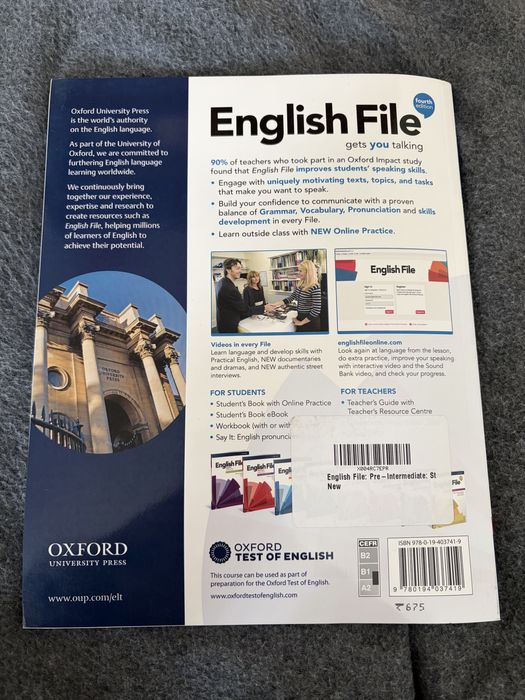 Oxford University Press
is the world's authority
on the English language.
As part of the University of
Oxford, we are committed to
furthering English language
learning worldwide.
We continuously bring
together our experience,
expertise and research to
create resources such as
English File, helping millions
of learners of English to
achieve their potential.
OXFORD
UNIVERSITY
PRESS
OXFORD
UNIVERSITY PRESS
www.oup.com/elt
fourth
edition
English File
gets you talking
90% of teachers who took part in an Oxford Impact study
found that English File improves students' speaking skills.
• Engage with uniquely motivating texts, topics, and tasks
that make you want to speak.
• Build your confidence to communicate with a proven
balance of Grammar, Vocabulary, Pronunciation and skills
development in every File.
• Learn outside class with NEW Online Practice.
English File
Videos in every File
Learn language and develop skills with
Practical English, NEW documentaries
and dramas, and NEW authentic street
interviews.
englishfileonline.com
Look again at language from the lesson,
do extra practice, improve your speaking
with interactive video and the Sound
Bank video, and check your progress.
FOR STUDENTS
• Student's Book with Online Practice
• Student's Book eBook
• Workbook (with or with
• Say It: English pronunci
FOR TEACHERS
• Teacher's Guide with
Teacher's Resource Centre
X004RC7EPR
English File: Pre-Intermediate: St
New
English File
English File
English
OXFORD
TEST OF ENGLISH
This course can be used as part of
preparation for the Oxford Test of English.
www.oxfordtestofenglish.com
CEFR
B2
B1
A2
ISBN 978-0-19-403741-9
9 780194 037419
₹675